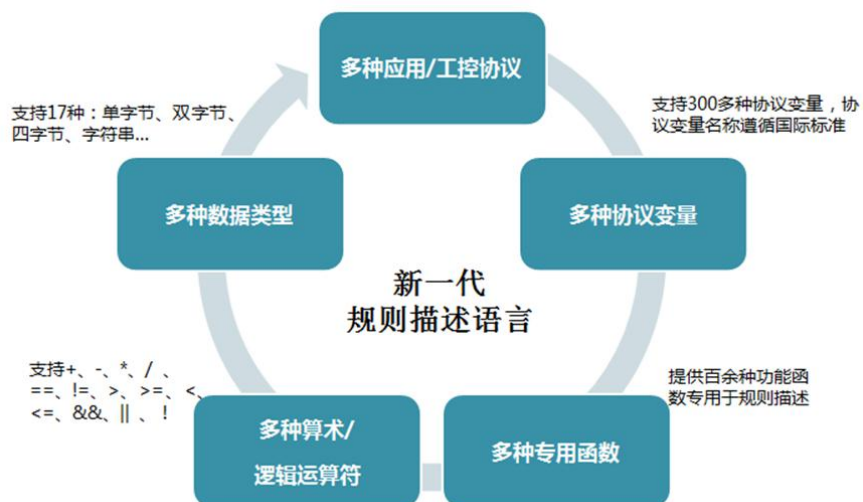 多种应用/工控协议
支持17种：单字节、双字节、
四字节、字符串...
支持300多种协议变量，协
议变量名称遵循国际标准
多种数据类型
多种协议变量
新一代
规则描述语言
支持+、-、*、/ 、
==、!=、>、>=、<、
<=、&&、|| 、！
提供百余种功能函
数专用于规则描述
多种算术/
逻辑运算符
多种专用函数